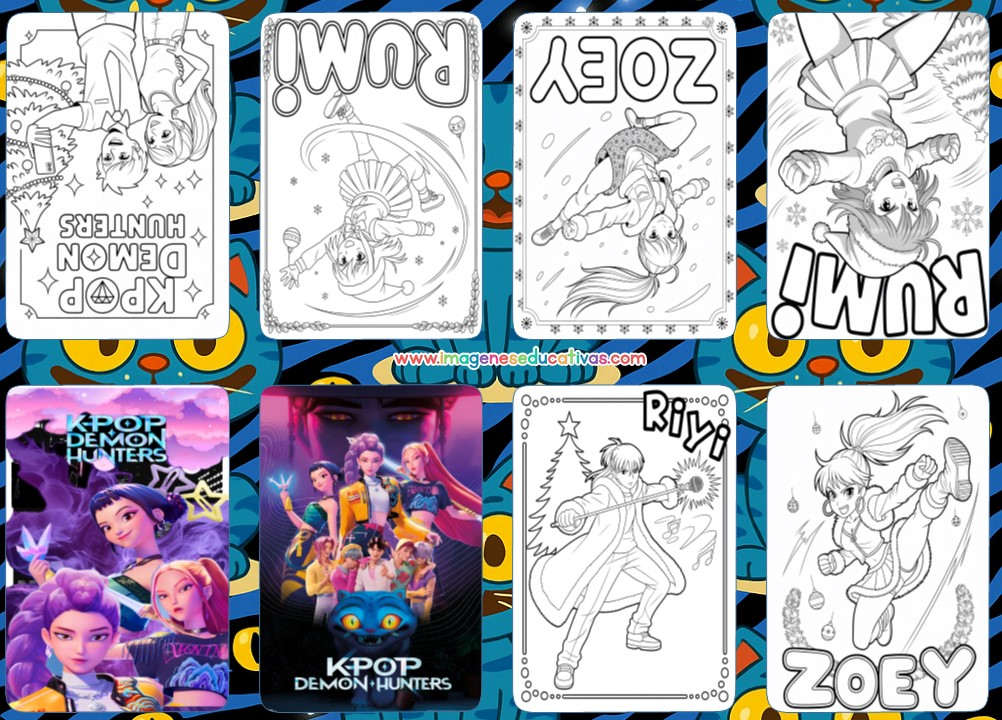 KPOP
DEMON
HUNTERS
RUMi
ZOEY
RUMi
www.imageneseducativas.com
KPOP
DEMON
HUNTERS
KPOP
DEMON HUNTERS
RiYi
ZOEY